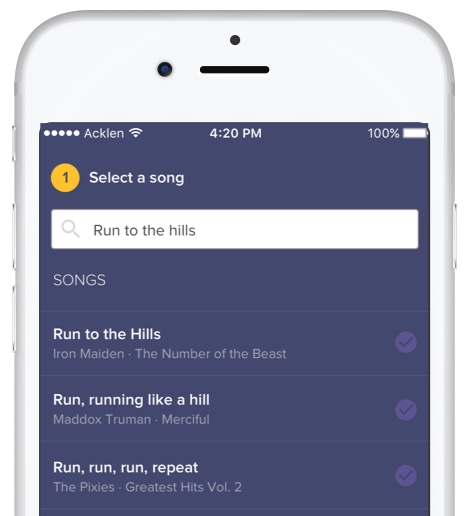 Acklen 4:20 PM 100%
1 Select a song
Run to the hills
SONGS
Run to the Hills
Iron Maiden · The Number of the Beast
Run, running like a hill
Maddox Truman · Merciful
Run, run, run, repeat
The Pixies · Greatest Hits Vol. 2